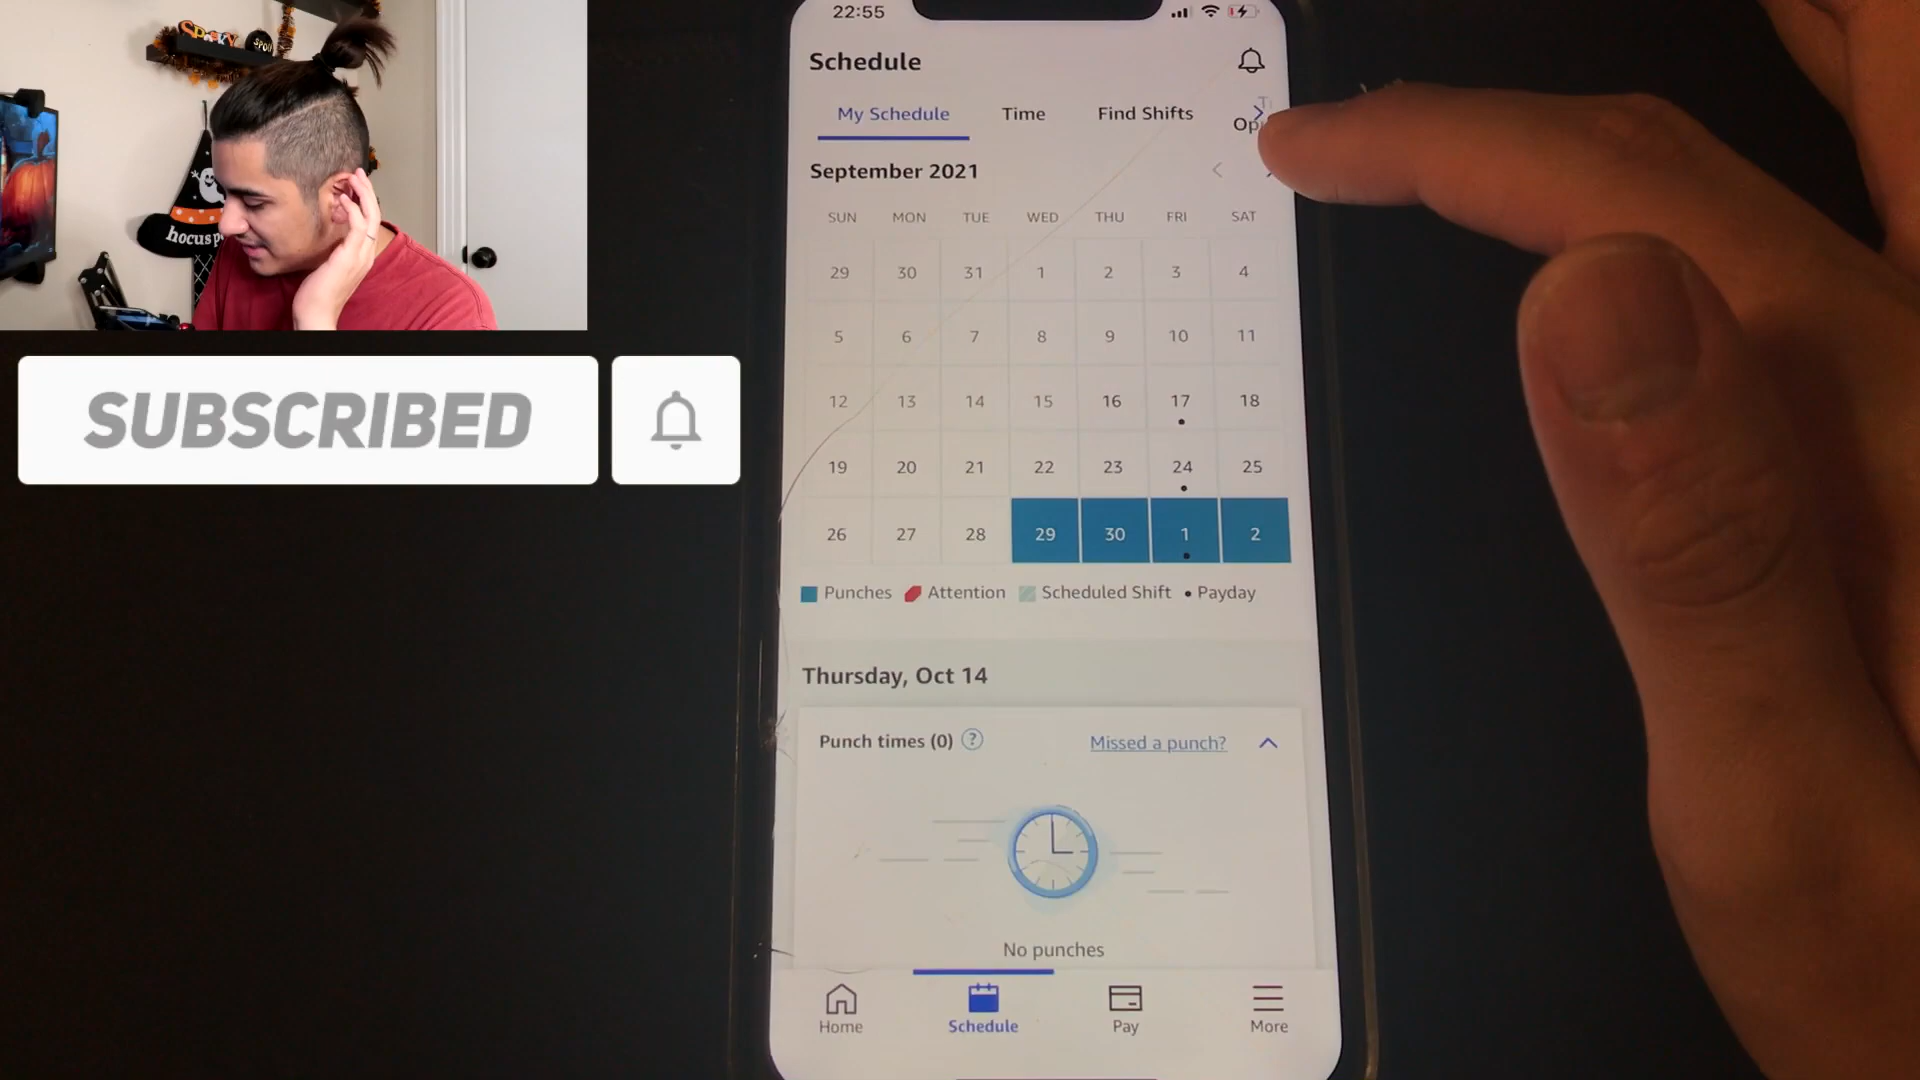 SPOOKY
hocus
SUBSCRIBED
22:55
Schedule
My Schedule Time Find Shifts
September 2021
SUN MON TUE WED THU FRI SAT
29 30 31 1 2 3 4
5 6 7 8 9 10 11
12 13 14 15 16 17 18
19 20 21 22 23 24 25
26 27 28 29 30 1 2
Punches Attention Scheduled Shift • Payday
Thursday, Oct 14
Punch times (0) ? Missed a punch?
No punches
Home Schedule Pay More